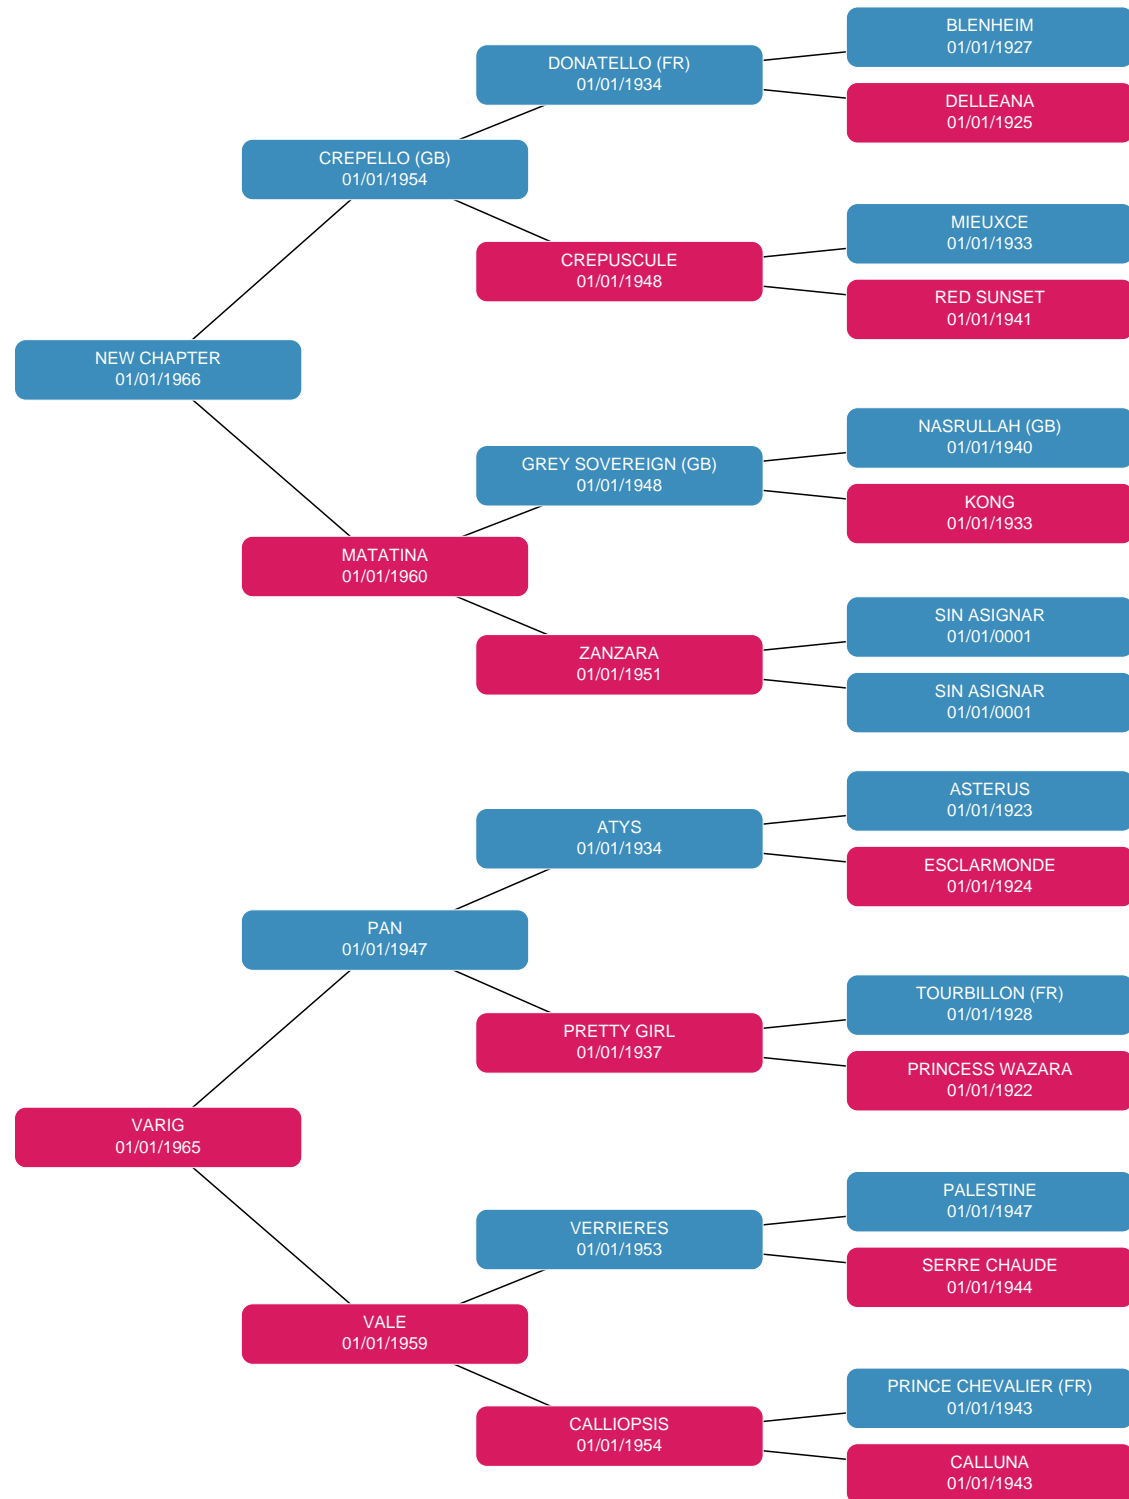 BLENHEIM
01/01/1927
DONATELLO (FR)
01/01/1934
DELLEANA
01/01/1925
CREPELLO (GB)
01/01/1954
MIEUXCE
01/01/1933
CREPUSCULE
01/01/1948
RED SUNSET
01/01/1941
NEW CHAPTER
01/01/1966
NASRULLAH (GB)
01/01/1940
GREY SOVEREIGN (GB)
01/01/1948
KONG
01/01/1933
MATATINA
01/01/1960
SIN ASIGNAR
01/01/0001
ZANZARA
01/01/1951
SIN ASIGNAR
01/01/0001
ASTERUS
01/01/1923
ATYS
01/01/1934
ESCLARMONDE
01/01/1924
PAN
01/01/1947
TOURBILLON (FR)
01/01/1928
PRETTY GIRL
01/01/1937
PRINCESS WAZARA
01/01/1922
VARIG
01/01/1965
PALESTINE
01/01/1947
VERRIERES
01/01/1953
SERRE CHAUDE
01/01/1944
VALE
01/01/1959
PRINCE CHEVALIER (FR)
01/01/1943
CALLIOPSIS
01/01/1954
CALLUNA
01/01/1943